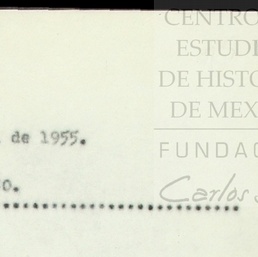 CENTRO
ESTUDI
DE HISTO
DE MEX
FUNDAC
Carlos
de 1955.
o.